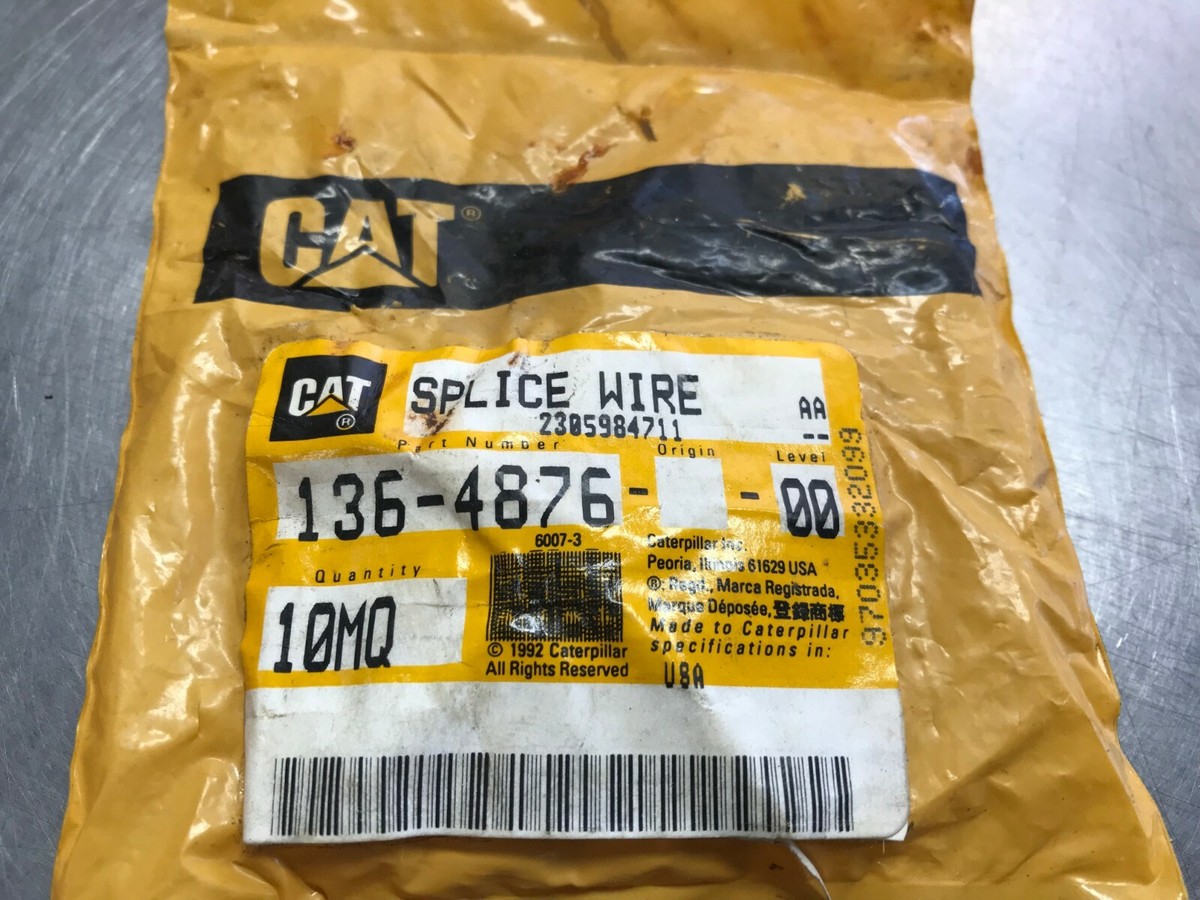 CAT®
CAT®
SPLICE WIRE
2305984711
AA
--
Part Number
Origin
Level
136-4876- -00
9703533209
6007-3
Quantity
10MQ
© 1992 Caterpillar
All Rights Reserved
Caterpillar Inc.
Peoria, Illinois 61629 USA
®: Regd., Marca Registrada,
Marque Déposée, 登録商標
Made to Caterpillar
specifications in:
USA